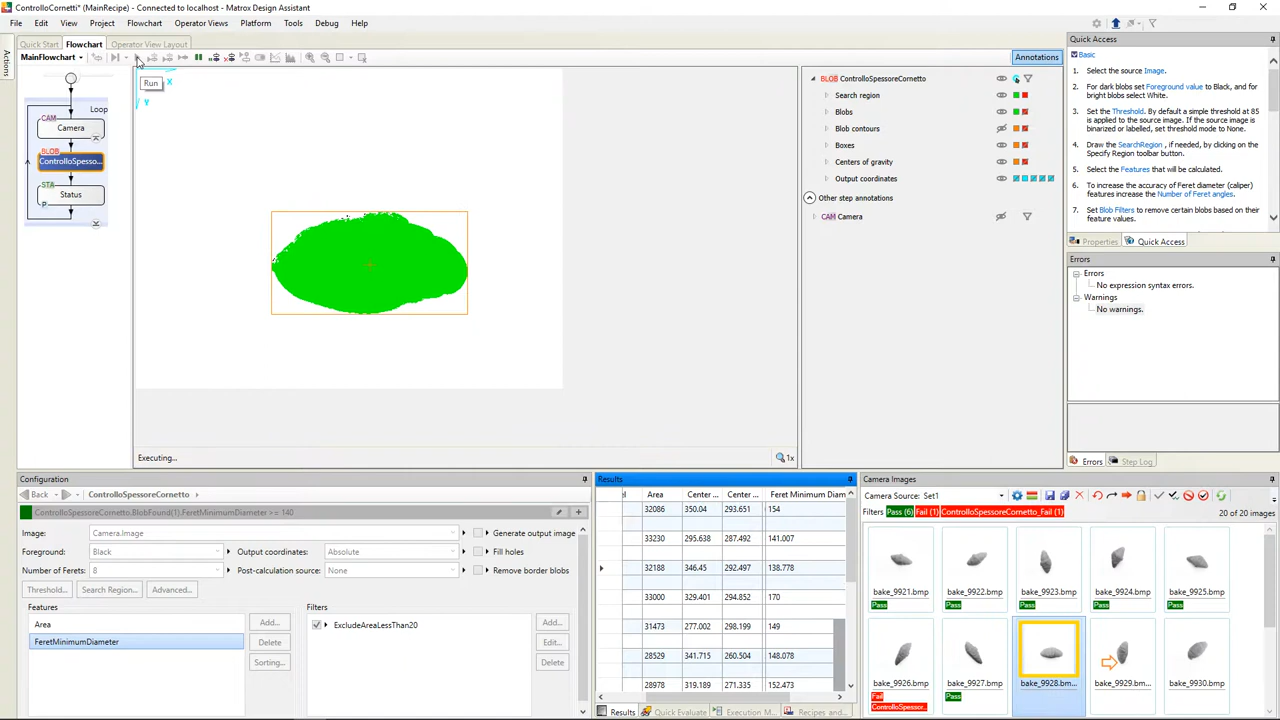 ControlloCornetti* (MainRecipe) - Connected to localhost - Matrox Design Assistant
File Edit View Project Flowchart Operator Views Platform Tools Debug Help
Actions
Quick Start Flowchart Operator View Layout
MainFlowchart
Annotations
Run
X
Y
Loop
CAM
Camera
BLOB
ControlloSpesso...
STA
Status
P
Executing...
1x
BLOB ControlloSpessoreCornetto
Search region
Blobs
Blob contours
Boxes
Centers of gravity
Output coordinates
Other step annotations
CAM Camera
Quick Access
Basic
1. Select the source Image.
2. For dark blobs set Foreground value to Black, and for bright blobs select White.
3. Set the Threshold. By default a simple threshold at 85 is applied to the source image. If the source image is binarized or labelled, set threshold mode to None.
4. Draw the SearchRegion , if needed, by clicking on the Specify Region toolbar button.
5. Select the Features that will be calculated.
6. To increase the accuracy of Feret diameter (caliper) features increase the Number of Feret angles.
7. Set Blob Filters to remove certain blobs based on their feature values.
Properties Quick Access
Errors
Errors
No expression syntax errors.
Warnings
No warnings.
Errors Step Log
Configuration
Back ControlloSpessoreCornetto
ControlloSpessoreCornetto.BlobFound(1).FeretMinimumDiameter >= 140
Image: Camera.Image Generate output image
Foreground: Black Output coordinates: Absolute Fill holes
Number of Ferets: 8 Post-calculation source: None Remove border blobs
Threshold... Search Region... Advanced...
Features
Area
FeretMinimumDiameter
Add...
Delete
Sorting...
Filters
ExcludeAreaLessThan20
Add...
Edit...
Delete
Results
Area Center ... Center ... Feret Minimum Diam
32086 350.04 293.651 154
33230 295.638 287.492 141.007
32188 346.45 292.497 138.778
33000 329.401 294.852 170
31473 277.002 298.199 149
28529 341.715 260.504 148.078
28978 319.189 271.335 152.473
Results Quick Evaluate Execution M... Recipes and...
Camera Images
Camera Source: Set1
Filters Pass (6) Fail (1) ControlloSpessoreCornetto_Fail (1) 20 of 20 images
bake_9921.bmp bake_9922.bmp bake_9923.bmp bake_9924.bmp bake_9925.bmp
Pass Pass Pass Pass Pass
bake_9926.bmp bake_9927.bmp bake_9928.bm... bake_9929.bm... bake_9930.bmp
Fail Pass
ControlloSpessor...